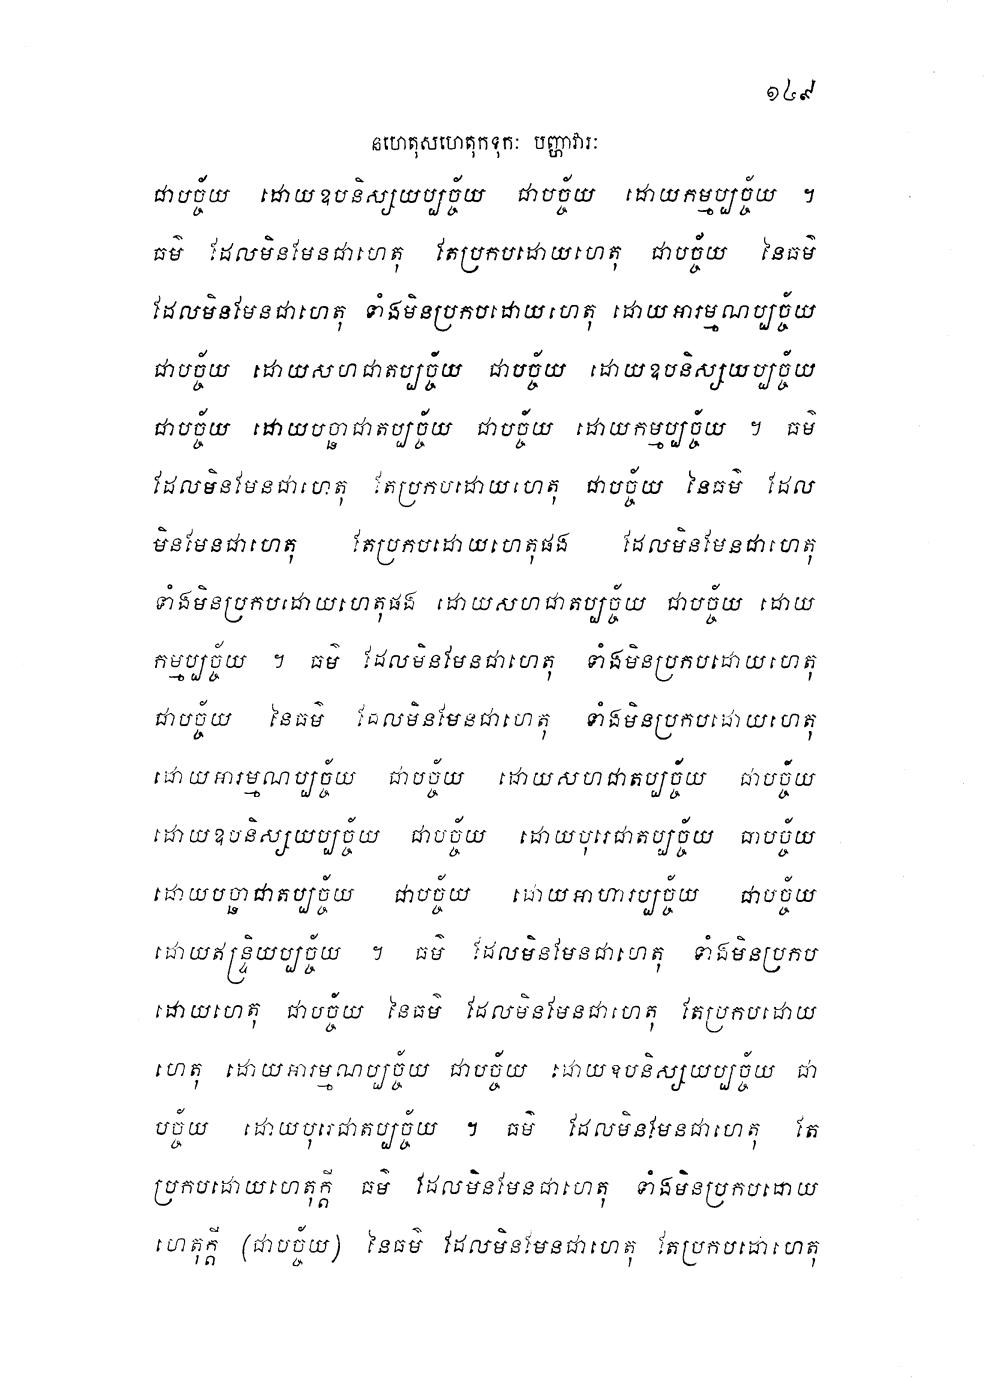 ១៤៩
នហេតុសហេតុកទុកៈ បញ្ហាវារៈ
ជាបច្ច័យ ដោយឧបនិស្សយប្បច្ច័យ ជាបច្ច័យ ដោយកម្មប្បច្ច័យ ។
ធម៌ ដែលមិនមែនជាហេតុ តែប្រកបដោយហេតុ ជាបច្ច័យ នៃធម៌
ដែលមិនមែនជាហេតុ ទាំងមិនប្រកបដោយហេតុ ដោយអារម្មណប្បច្ច័យ
ជាបច្ច័យ ដោយសហជាតប្បច្ច័យ ជាបច្ច័យ ដោយឧបនិស្សយប្បច្ច័យ
ជាបច្ច័យ ដោយបច្ឆាជាតប្បច្ច័យ ជាបច្ច័យ ដោយកម្មប្បច្ច័យ ។ ធម៌
ដែលមិនមែនជាហេតុ តែប្រកបដោយហេតុ ជាបច្ច័យ នៃធម៌ ដែល
មិនមែនជាហេតុ តែប្រកបដោយហេតុផង ដែលមិនមែនជាហេតុ
ទាំងមិនប្រកបដោយហេតុផង ដោយសហជាតប្បច្ច័យ ជាបច្ច័យ ដោយ
កម្មប្បច្ច័យ ។ ធម៌ ដែលមិនមែនជាហេតុ ទាំងមិនប្រកបដោយហេតុ
ជាបច្ច័យ នៃធម៌ ដែលមិនមែនជាហេតុ ទាំងមិនប្រកបដោយហេតុ
ដោយអារម្មណប្បច្ច័យ ជាបច្ច័យ ដោយសហជាតប្បច្ច័យ ជាបច្ច័យ
ដោយឧបនិស្សយប្បច្ច័យ ជាបច្ច័យ ដោយបុរេជាតប្បច្ច័យ ជាបច្ច័យ
ដោយបច្ឆាជាតប្បច្ច័យ ជាបច្ច័យ ដោយអាហារប្បច្ច័យ ជាបច្ច័យ
ដោយឥន្ទ្រិយប្បច្ច័យ ។ ធម៌ ដែលមិនមែនជាហេតុ ទាំងមិនប្រកប
ដោយហេតុ ជាបច្ច័យ នៃធម៌ ដែលមិនមែនជាហេតុ តែប្រកបដោយ
ហេតុ ដោយអារម្មណប្បច្ច័យ ជាបច្ច័យ ដោយឧបនិស្សយប្បច្ច័យ ជា
បច្ច័យ ដោយបុរេជាតប្បច្ច័យ ។ ធម៌ ដែលមិនមែនជាហេតុ តែ
ប្រកបដោយហេតុក្តី ធម៌ ដែលមិនមែនជាហេតុ ទាំងមិនប្រកបដោយ
ហេតុក្តី (ជាបច្ច័យ) នៃធម៌ ដែលមិនមែនជាហេតុ តែប្រកបដោហេតុ